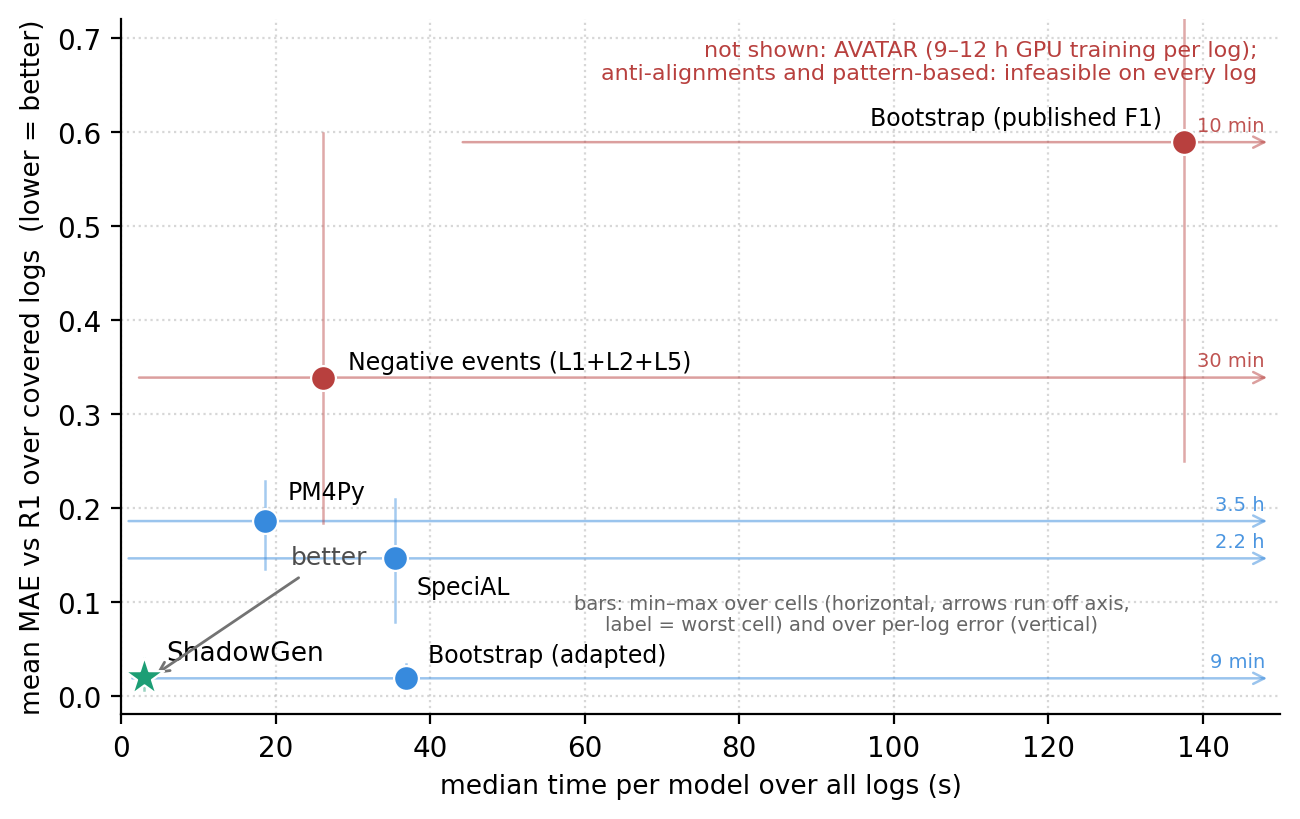 mean MAE vs R1 over covered logs (lower = better)
0.7
0.6
0.5
0.4
0.3
0.2
0.1
0.0
not shown: AVATAR (9–12 h GPU training per log);
anti-alignments and pattern-based: infeasible on every log
Bootstrap (published F1)
10 min
Negative events (L1+L2+L5)
30 min
PM4Py
3.5 h
2.2 h
better
SpeciAL
bars: min–max over cells (horizontal, arrows run off axis,
label = worst cell) and over per-log error (vertical)
ShadowGen
Bootstrap (adapted)
9 min
0
20
40
60
80
100
120
140
median time per model over all logs (s)